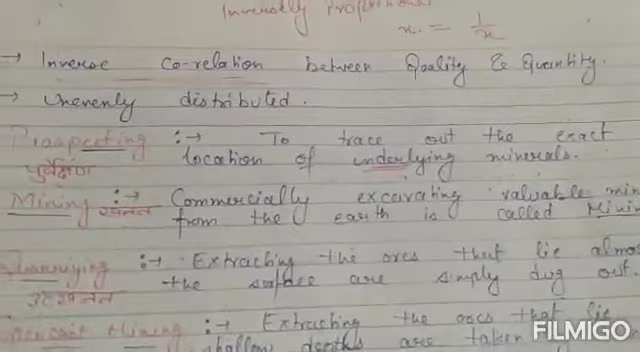 Inversely Proportional
x = 1/x
→ Inverse co-relation between Quality & Quantity.
→ Unevenly distributed.
Prospecting :→ To trace out the exact
location of underlying minerals.
पुर्वेक्षण
Mining :→ Commercially excavating valuable min
खनन from the earth is called Mini
Quarrying :→ Extracting the ores that lie almos
the surface are simply dug out.
उत्खनन
Mining :→ Extracting the ores that lie
shallow depths are taken
FILMIGO